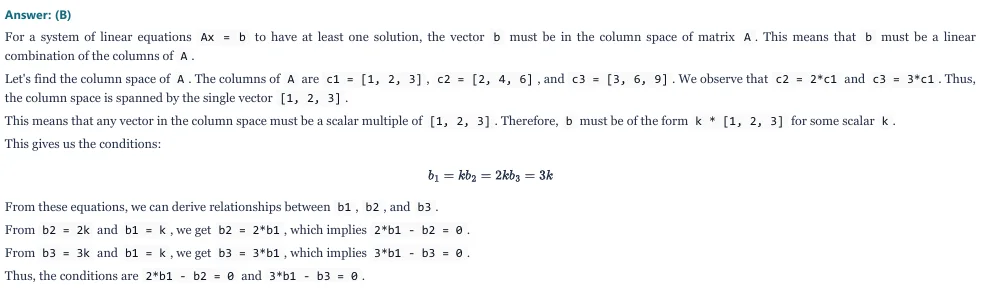 Answer: (B)
For a system of linear equations Ax = b to have at least one solution, the vector b must be in the column space of matrix A. This means that b must be a linear
combination of the columns of A.
Let's find the column space of A. The columns of A are c1 = [1, 2, 3], c2 = [2, 4, 6], and c3 = [3, 6, 9]. We observe that c2 = 2*c1 and c3 = 3*c1. Thus,
the column space is spanned by the single vector [1, 2, 3].
This means that any vector in the column space must be a scalar multiple of [1, 2, 3]. Therefore, b must be of the form k * [1, 2, 3] for some scalar k.
This gives us the conditions:
b₁ = kb₂ = 2kb₃ = 3k
From these equations, we can derive relationships between b1, b2, and b3.
From b2 = 2k and b1 = k, we get b2 = 2*b1, which implies 2*b1 - b2 = 0.
From b3 = 3k and b1 = k, we get b3 = 3*b1, which implies 3*b1 - b3 = 0.
Thus, the conditions are 2*b1 - b2 = 0 and 3*b1 - b3 = 0.